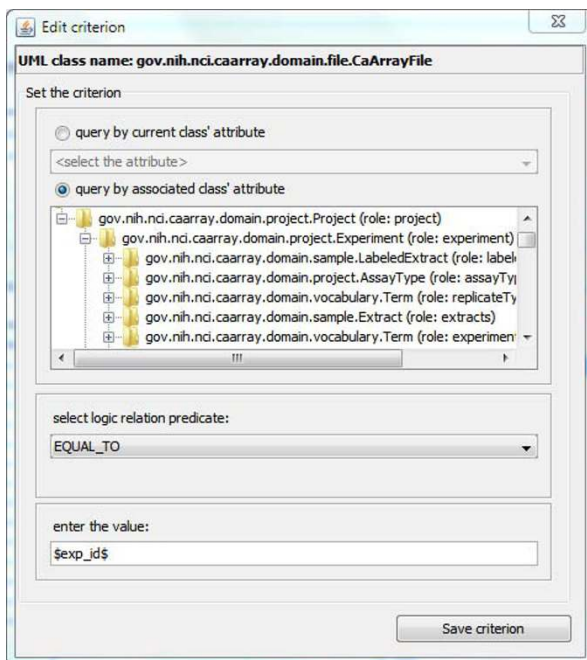 Edit criterion
UML class name: gov.nih.nci.caarray.domain.file.CaArrayFile
Set the criterion
query by current class' attribute
<select the attribute>
query by associated class' attribute
gov.nih.nci.caarray.domain.project.Project (role: project)
gov.nih.nci.caarray.domain.project.Experiment (role: experiment)
gov.nih.nci.caarray.domain.sample.LabeledExtract (role: label
gov.nih.nci.caarray.domain.project.AssayType (role: assayTy
gov.nih.nci.caarray.domain.vocabulary.Term (role: replicateTy
gov.nih.nci.caarray.domain.sample.Extract (role: extracts)
gov.nih.nci.caarray.domain.vocabulary.Term (role: experimen
select logic relation predicate:
EQUAL_TO
enter the value:
$exp_id$
Save criterion